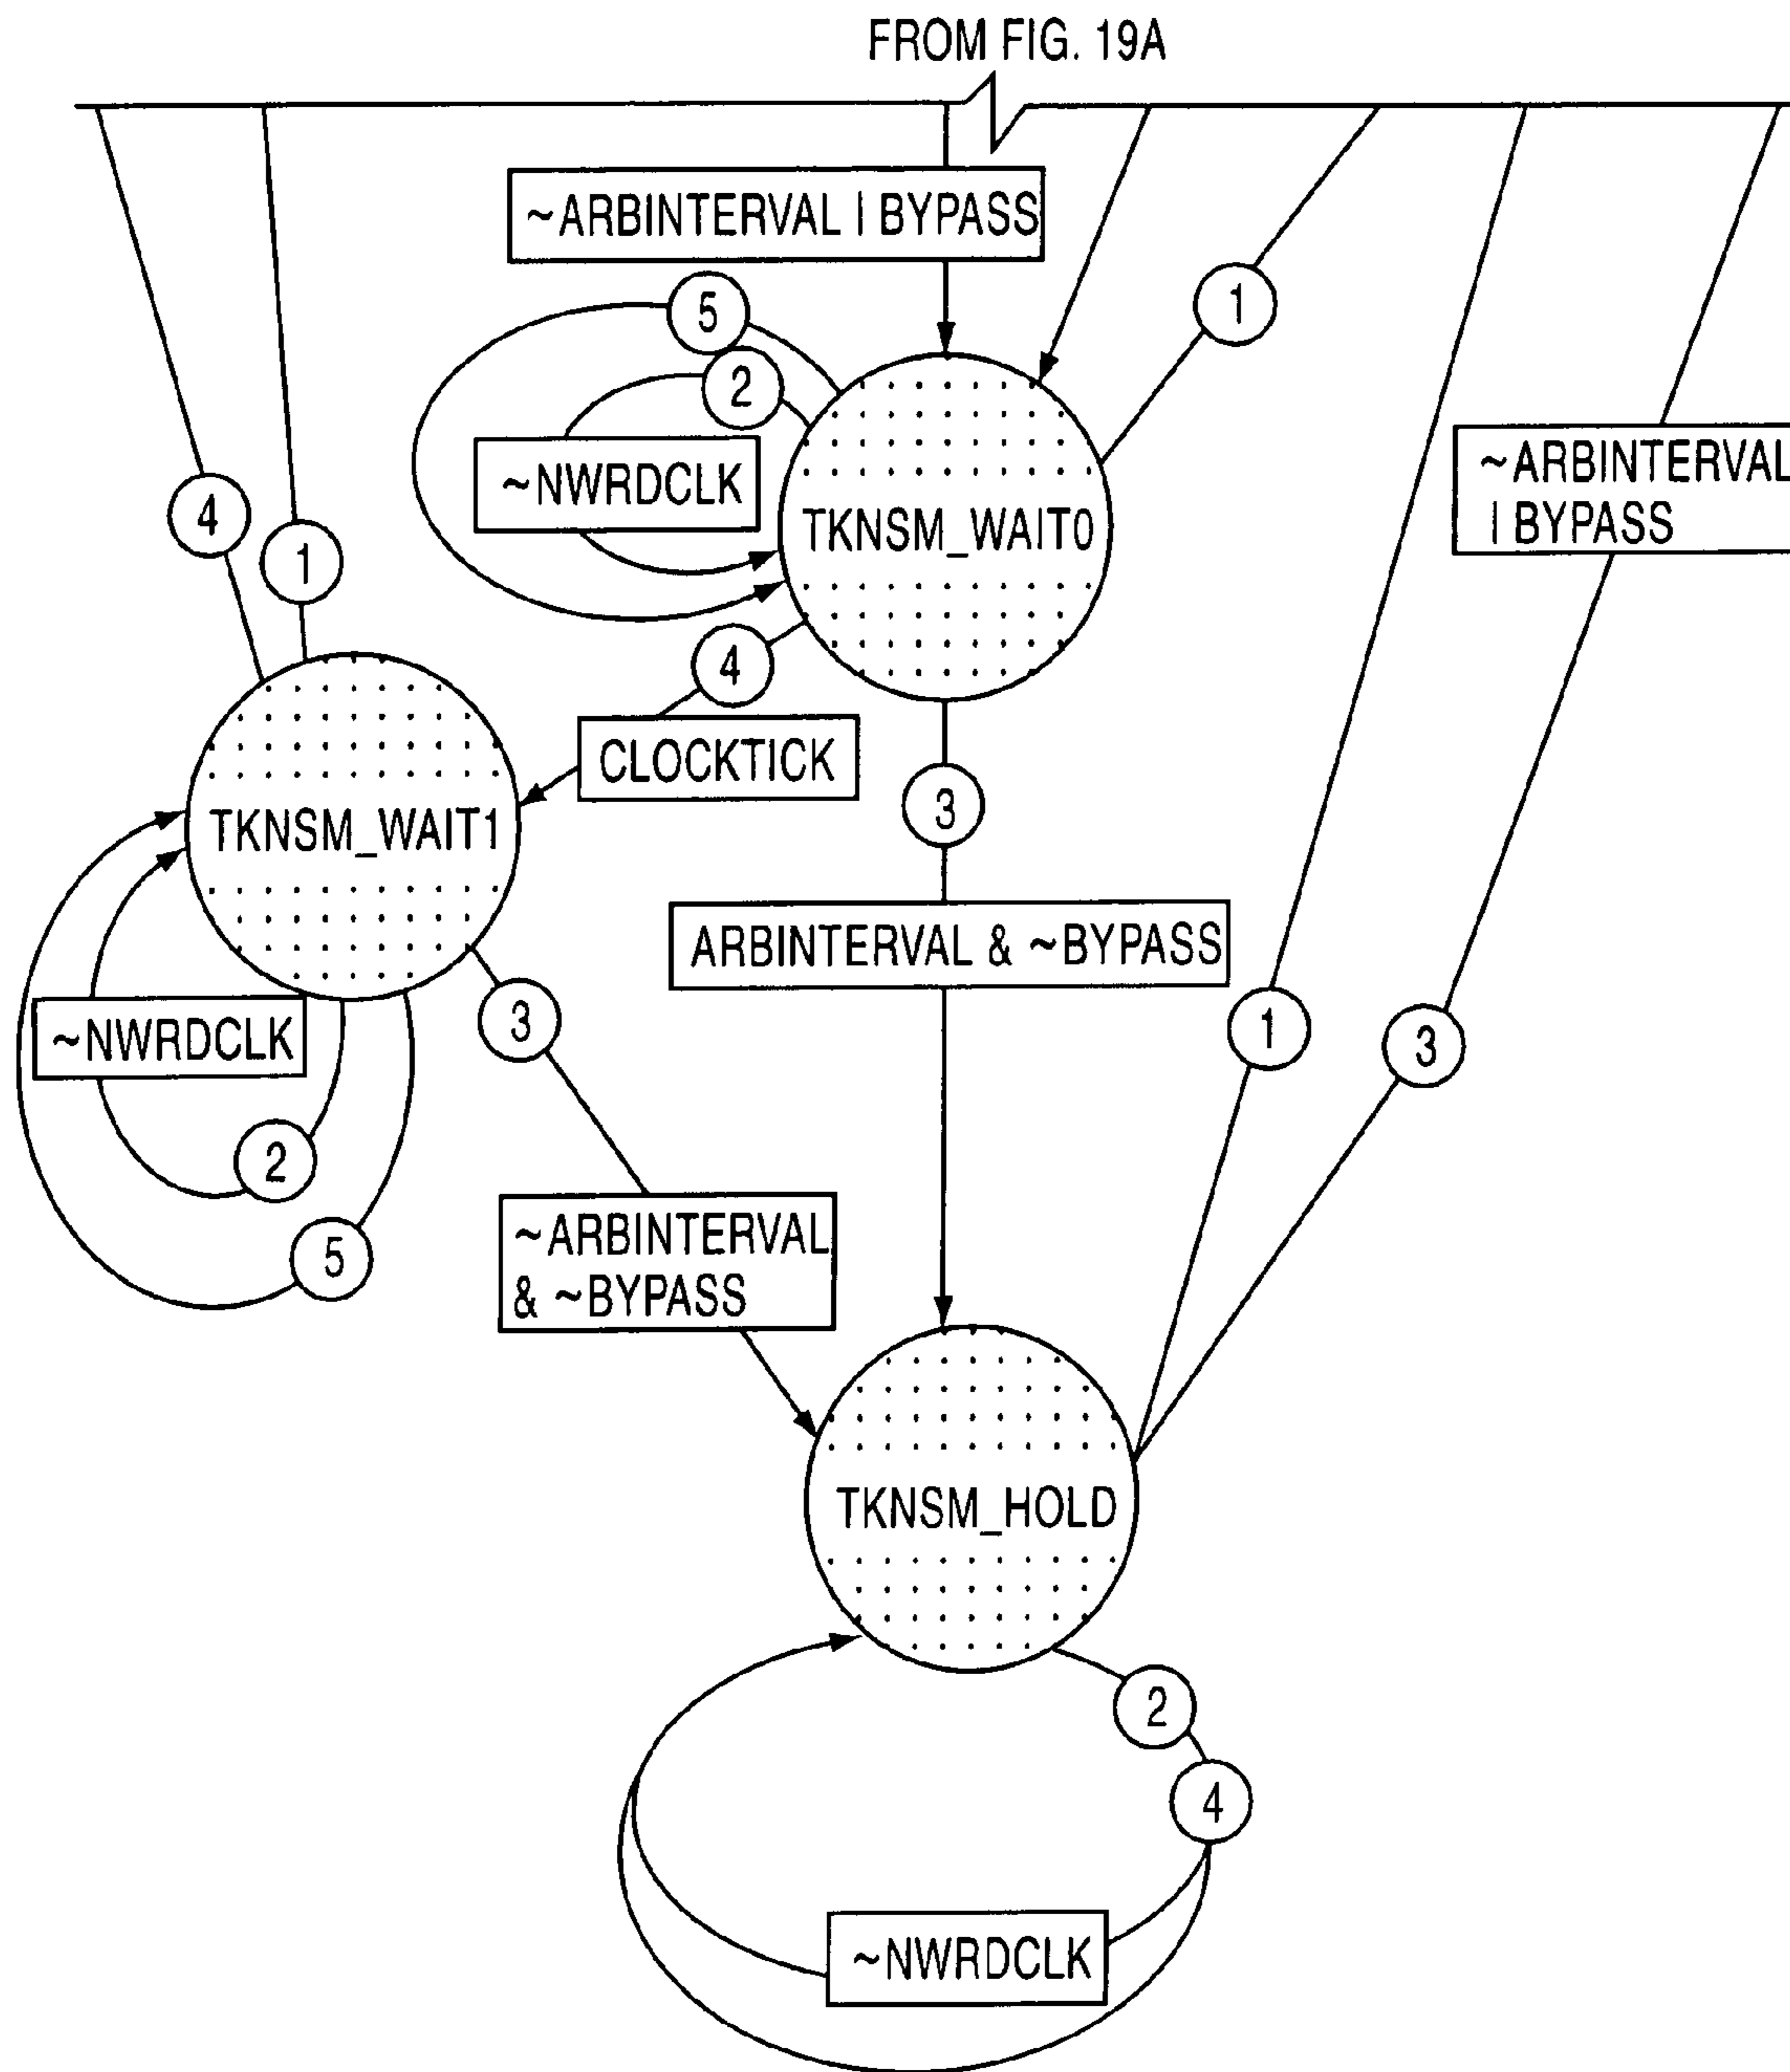 FROM FIG. 19A
~ARBINTERVAL | BYPASS
5
1
2
~NWRDCLK
~ARBINTERVAL
| BYPASS
4
1
TKNSM_WAIT0
4
CLOCKTICK
3
TKNSM_WAIT1
ARBINTERVAL & ~BYPASS
3
~NWRDCLK
1
3
2
5
~ARBINTERVAL
& ~BYPASS
TKNSM_HOLD
2
4
~NWRDCLK